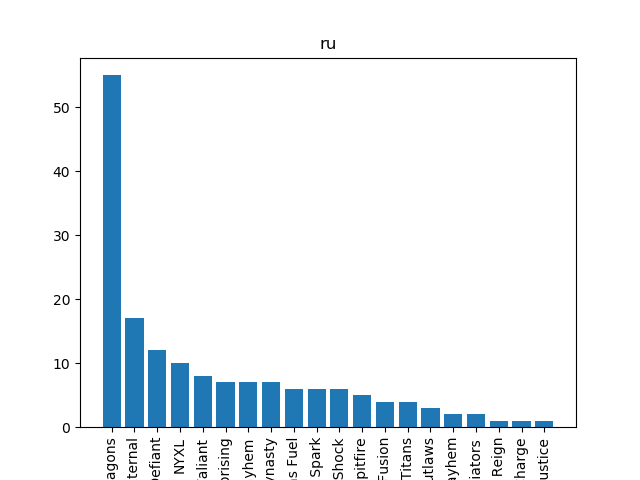 ru
50
40
30
20
10
0
agons
ternal
Defiant
NYXL
aliant
prising
yhem
ynasty
s Fuel
Spark
Shock
pitfire
Fusion
Titans
utlaws
ayhem
iators
Reign
harge
ustice